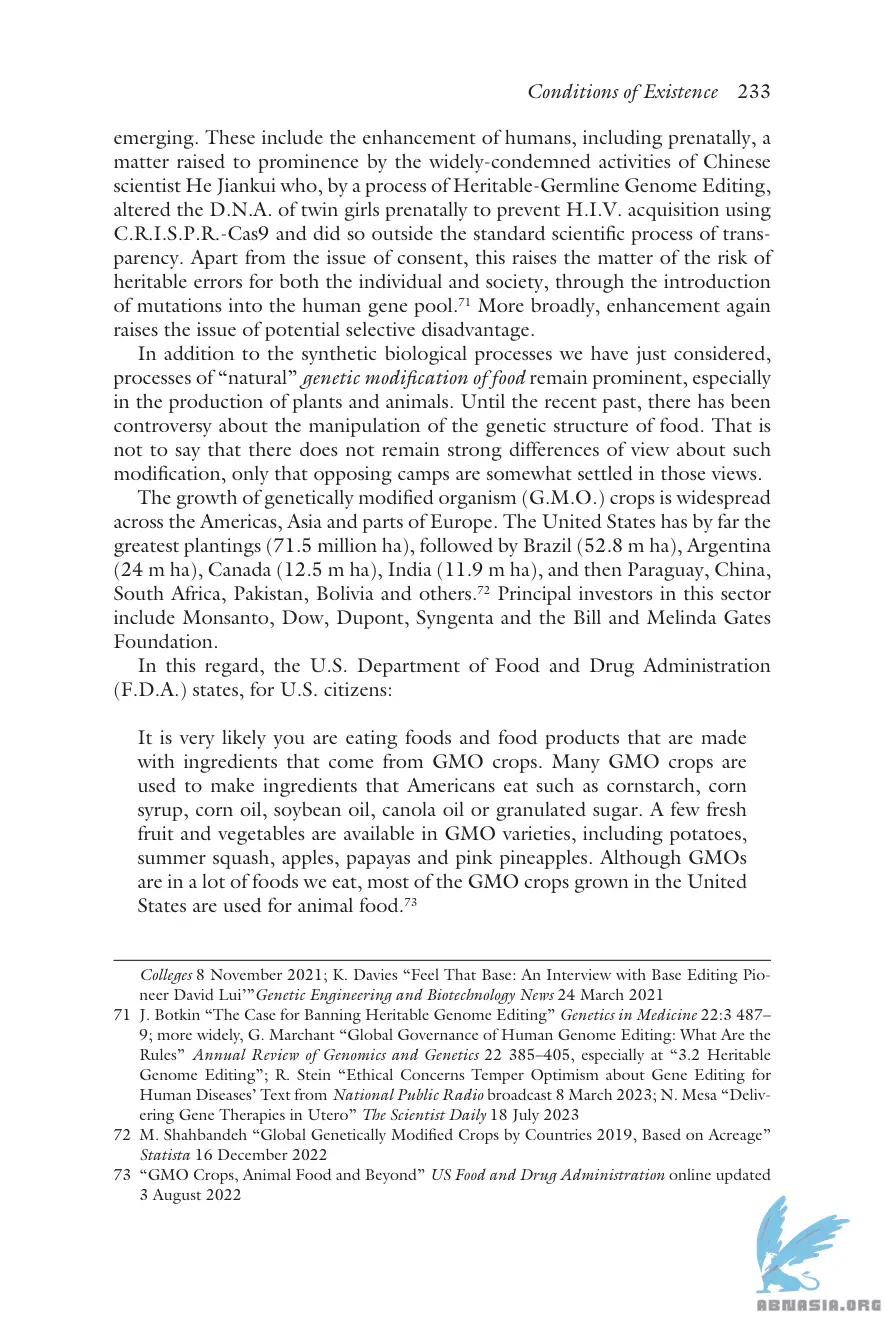 Conditions of Existence 233
emerging. These include the enhancement of humans, including prenatally, a
matter raised to prominence by the widely-condemned activities of Chinese
scientist He Jiankui who, by a process of Heritable-Germline Genome Editing,
altered the D.N.A. of twin girls prenatally to prevent H.I.V. acquisition using
C.R.I.S.P.R.-Cas9 and did so outside the standard scientific process of trans-
parency. Apart from the issue of consent, this raises the matter of the risk of
heritable errors for both the individual and society, through the introduction
of mutations into the human gene pool.71 More broadly, enhancement again
raises the issue of potential selective disadvantage.
In addition to the synthetic biological processes we have just considered,
processes of “natural” genetic modification of food remain prominent, especially
in the production of plants and animals. Until the recent past, there has been
controversy about the manipulation of the genetic structure of food. That is
not to say that there does not remain strong differences of view about such
modification, only that opposing camps are somewhat settled in those views.
The growth of genetically modified organism (G.M.O.) crops is widespread
across the Americas, Asia and parts of Europe. The United States has by far the
greatest plantings (71.5 million ha), followed by Brazil (52.8 m ha), Argentina
(24 m ha), Canada (12.5 m ha), India (11.9 m ha), and then Paraguay, China,
South Africa, Pakistan, Bolivia and others.72 Principal investors in this sector
include Monsanto, Dow, Dupont, Syngenta and the Bill and Melinda Gates
Foundation.
In this regard, the U.S. Department of Food and Drug Administration
(F.D.A.) states, for U.S. citizens:
It is very likely you are eating foods and food products that are made
with ingredients that come from GMO crops. Many GMO crops are
used to make ingredients that Americans eat such as cornstarch, corn
syrup, corn oil, soybean oil, canola oil or granulated sugar. A few fresh
fruit and vegetables are available in GMO varieties, including potatoes,
summer squash, apples, papayas and pink pineapples. Although GMOs
are in a lot of foods we eat, most of the GMO crops grown in the United
States are used for animal food.73
Colleges 8 November 2021; K. Davies “Feel That Base: An Interview with Base Editing Pio-
neer David Lui’”Genetic Engineering and Biotechnology News 24 March 2021
71 J. Botkin “The Case for Banning Heritable Genome Editing” Genetics in Medicine 22:3 487–
9; more widely, G. Marchant “Global Governance of Human Genome Editing: What Are the
Rules” Annual Review of Genomics and Genetics 22 385–405, especially at “3.2 Heritable
Genome Editing”; R. Stein “Ethical Concerns Temper Optimism about Gene Editing for
Human Diseases’ Text from National Public Radio broadcast 8 March 2023; N. Mesa “Deliv-
ering Gene Therapies in Utero” The Scientist Daily 18 July 2023
72 M. Shahbandeh “Global Genetically Modified Crops by Countries 2019, Based on Acreage”
Statista 16 December 2022
73 “GMO Crops, Animal Food and Beyond” US Food and Drug Administration online updated
3 August 2022
ABNASIA.ORG